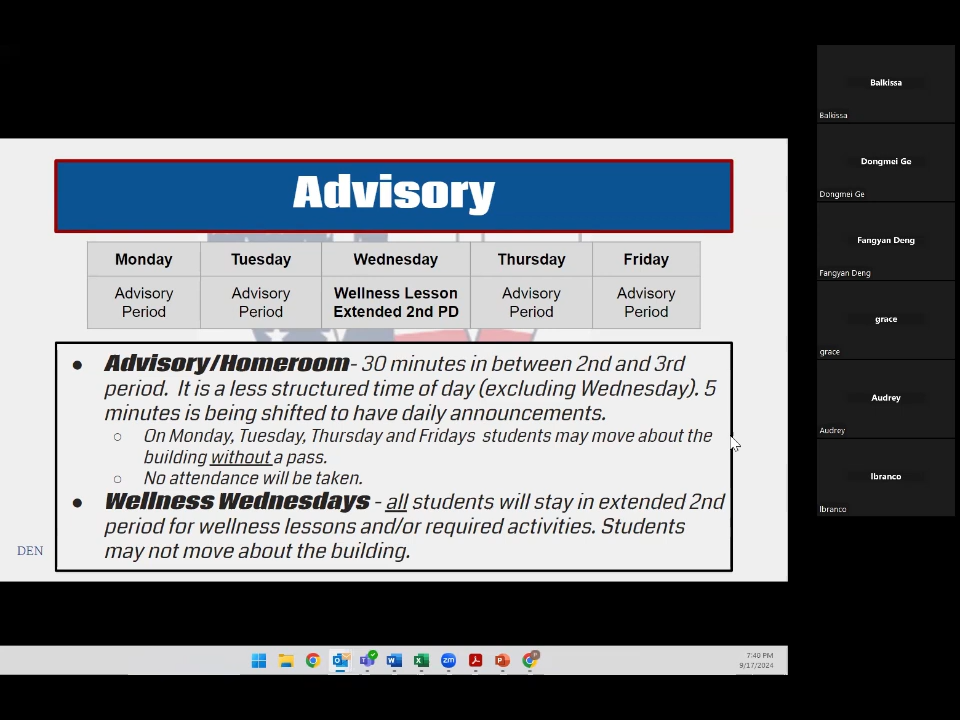 Advisory
Monday Tuesday Wednesday Thursday Friday
Advisory Period Advisory Period Wellness Lesson Extended 2nd PD Advisory Period Advisory Period
● Advisory/Homeroom- 30 minutes in between 2nd and 3rd
period. It is a less structured time of day (excluding Wednesday). 5
minutes is being shifted to have daily announcements.
○ On Monday, Tuesday, Thursday and Fridays students may move about the
building without a pass.
○ No attendance will be taken.
● Wellness Wednesdays - all students will stay in extended 2nd
period for wellness lessons and/or required activities. Students
may not move about the building.
DEN
7:40 PM
9/17/2024
Balkissa
Balkissa
Dongmei Ge
Dongmei Ge
Fangyan Deng
Fangyan Deng
grace
grace
Audrey
Audrey
lbranco
lbranco